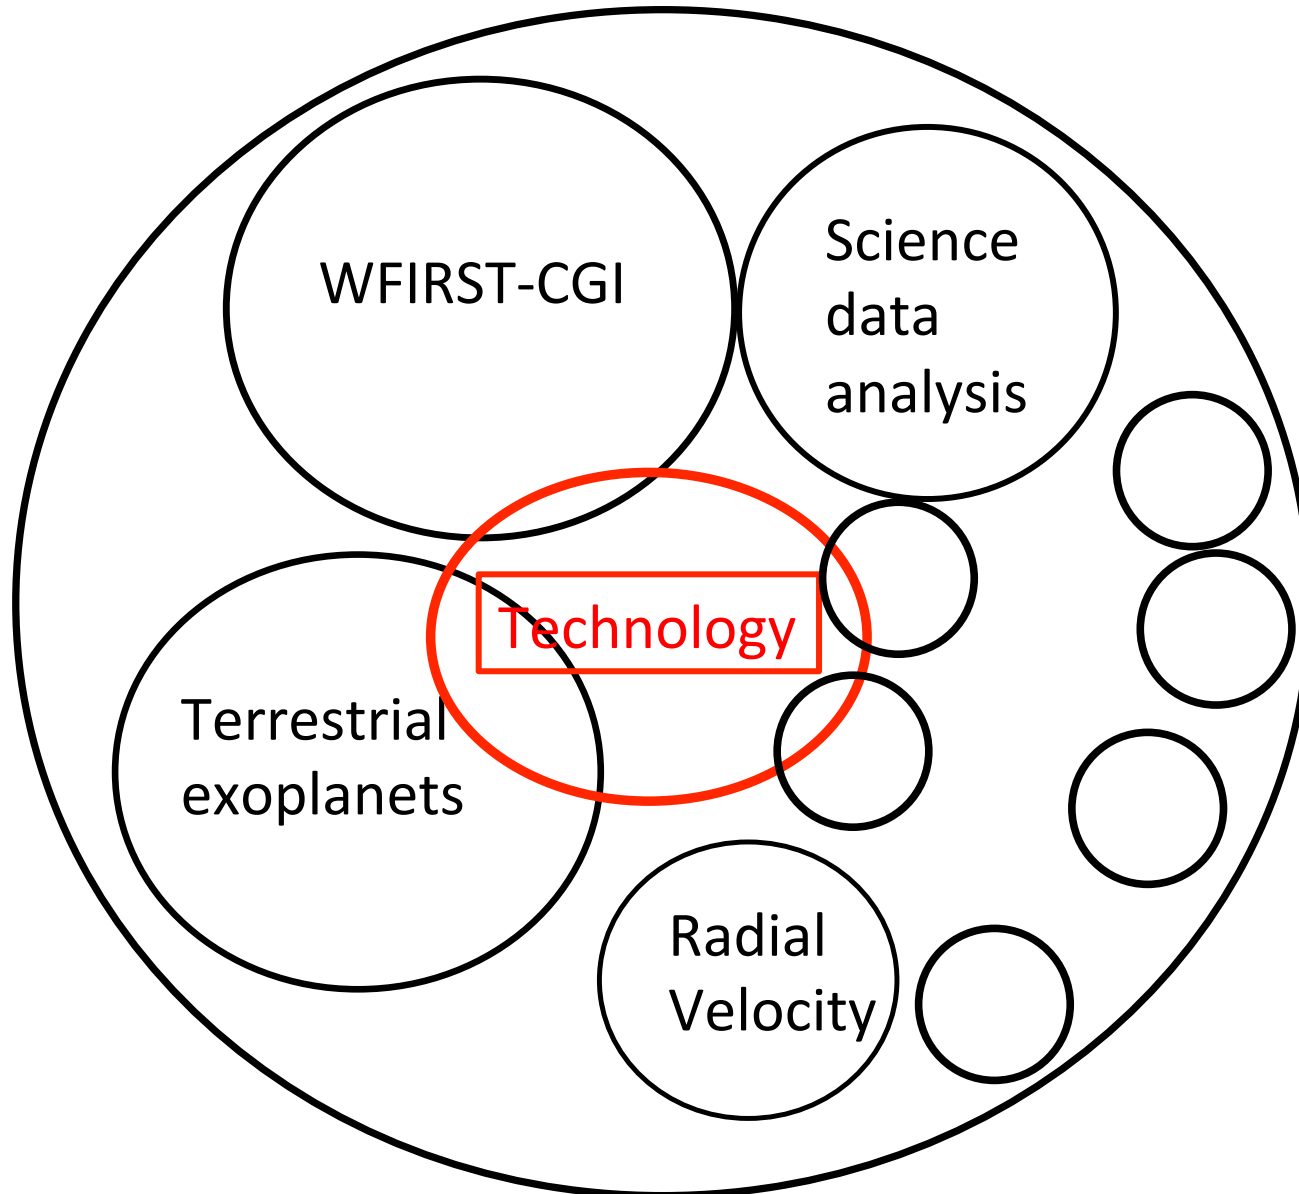 WFIRST-CGI
Science
data
analysis
Technology
Terrestrial
exoplanets
Radial
Velocity